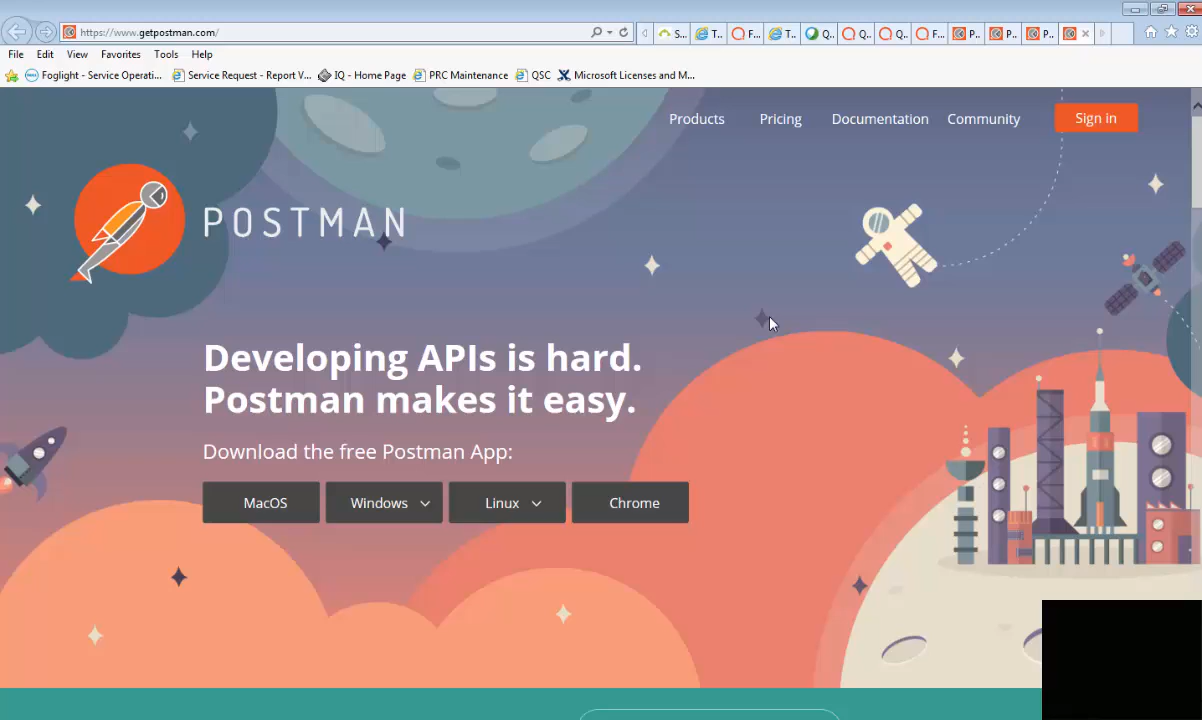 https://www.getpostman.com/
S...
T...
F...
T...
Q...
Q...
Q...
F...
P...
P...
P...
File Edit View Favorites Tools Help
Foglight - Service Operati...
Service Request - Report V...
IQ - Home Page
PRC Maintenance
QSC
Microsoft Licenses and M...
Products Pricing Documentation Community Sign in
POSTMAN
Developing APIs is hard.
Postman makes it easy.
Download the free Postman App:
MacOS Windows Linux Chrome